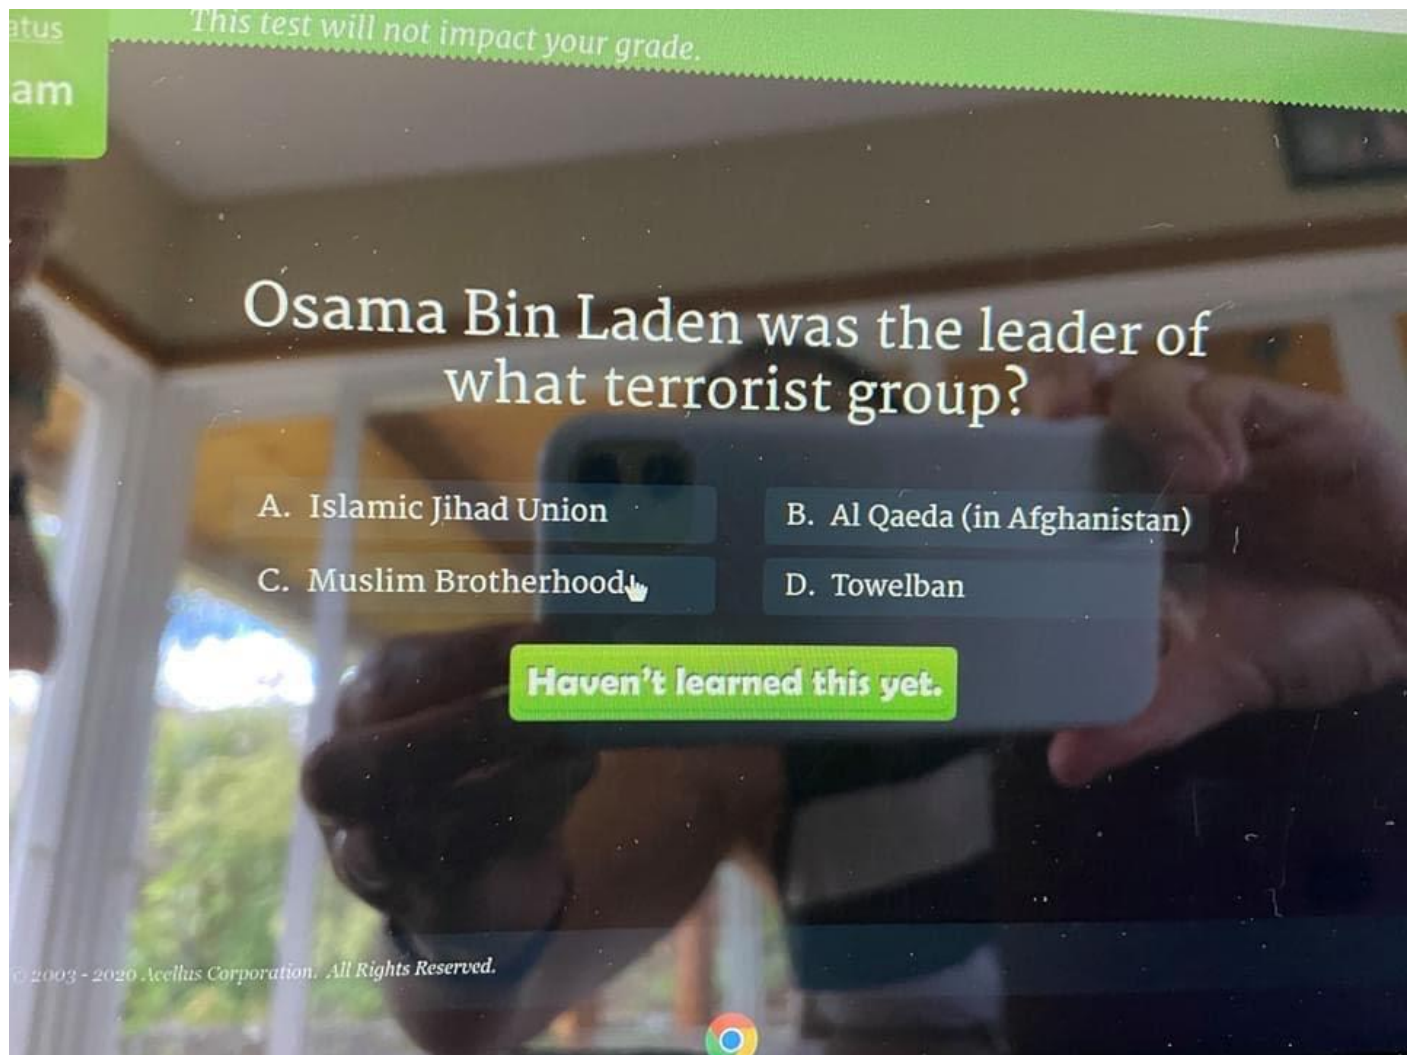 atus
This test will not impact your grade.
am
Osama Bin Laden was the leader of
what terrorist group?
A. Islamic Jihad Union
B. Al Qaeda (in Afghanistan)
C. Muslim Brotherhood
D. Towelban
Haven't learned this yet.
© 2003 - 2020 Acellus Corporation. All Rights Reserved.